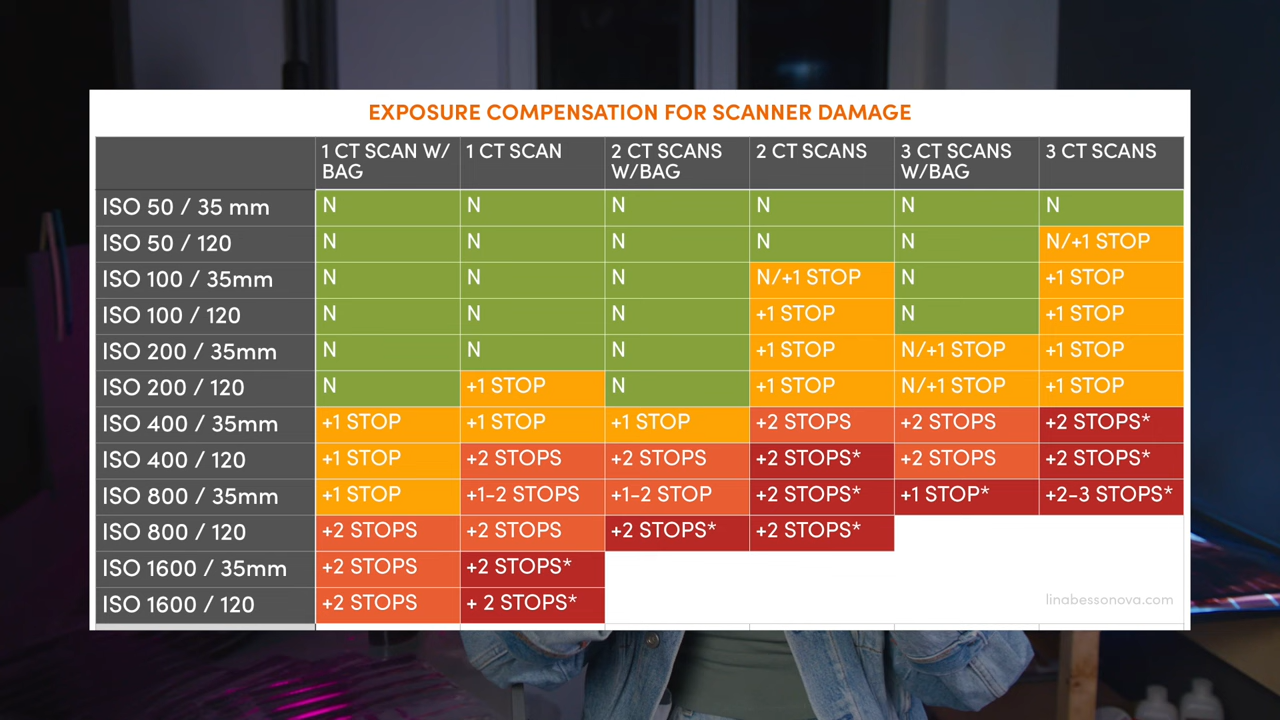 EXPOSURE COMPENSATION FOR SCANNER DAMAGE
1 CT SCAN W/ BAG 1 CT SCAN 2 CT SCANS W/BAG 2 CT SCANS 3 CT SCANS W/BAG 3 CT SCANS
ISO 50 / 35 mm N N N N N N
ISO 50 / 120 N N N N N N/+1 STOP
ISO 100 / 35mm N N N N/+1 STOP N +1 STOP
ISO 100 / 120 N N N +1 STOP N +1 STOP
ISO 200 / 35mm N N N +1 STOP N/+1 STOP +1 STOP
ISO 200 / 120 N +1 STOP N +1 STOP N/+1 STOP +1 STOP
ISO 400 / 35mm +1 STOP +1 STOP +1 STOP +2 STOPS +2 STOPS +2 STOPS*
ISO 400 / 120 +1 STOP +2 STOPS +2 STOPS +2 STOPS* +2 STOPS +2 STOPS*
ISO 800 / 35mm +1 STOP +1-2 STOPS +1-2 STOP +2 STOPS* +1 STOP* +2-3 STOPS*
ISO 800 / 120 +2 STOPS +2 STOPS +2 STOPS* +2 STOPS*
ISO 1600 / 35mm +2 STOPS +2 STOPS*
ISO 1600 / 120 +2 STOPS + 2 STOPS*
linabessonova.com